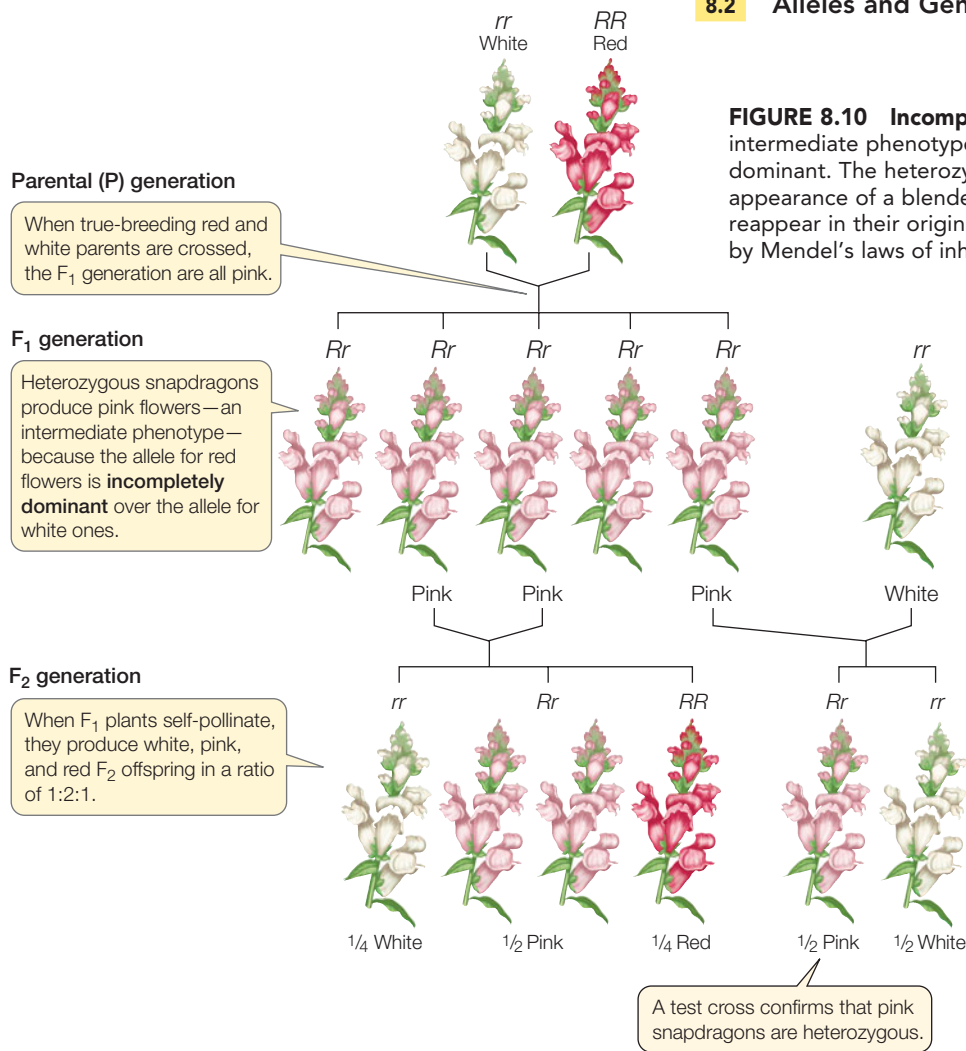 8.2 Alleles and Gen
rr RR
White Red
FIGURE 8.10 Incomp
intermediate phenotype
dominant. The heterozy
appearance of a blende
reappear in their origin
by Mendel's laws of inh
Parental (P) generation
When true-breeding red and
white parents are crossed,
the F₁ generation are all pink.
F₁ generation
Rr Rr Rr Rr Rr rr
Heterozygous snapdragons
produce pink flowers—an
intermediate phenotype—
because the allele for red
flowers is incompletely
dominant over the allele for
white ones.
Pink Pink Pink White
F₂ generation
rr Rr RR Rr rr
When F₁ plants self-pollinate,
they produce white, pink,
and red F₂ offspring in a ratio
of 1:2:1.
1/4 White 1/2 Pink 1/4 Red 1/2 Pink 1/2 White
A test cross confirms that pink
snapdragons are heterozygous.